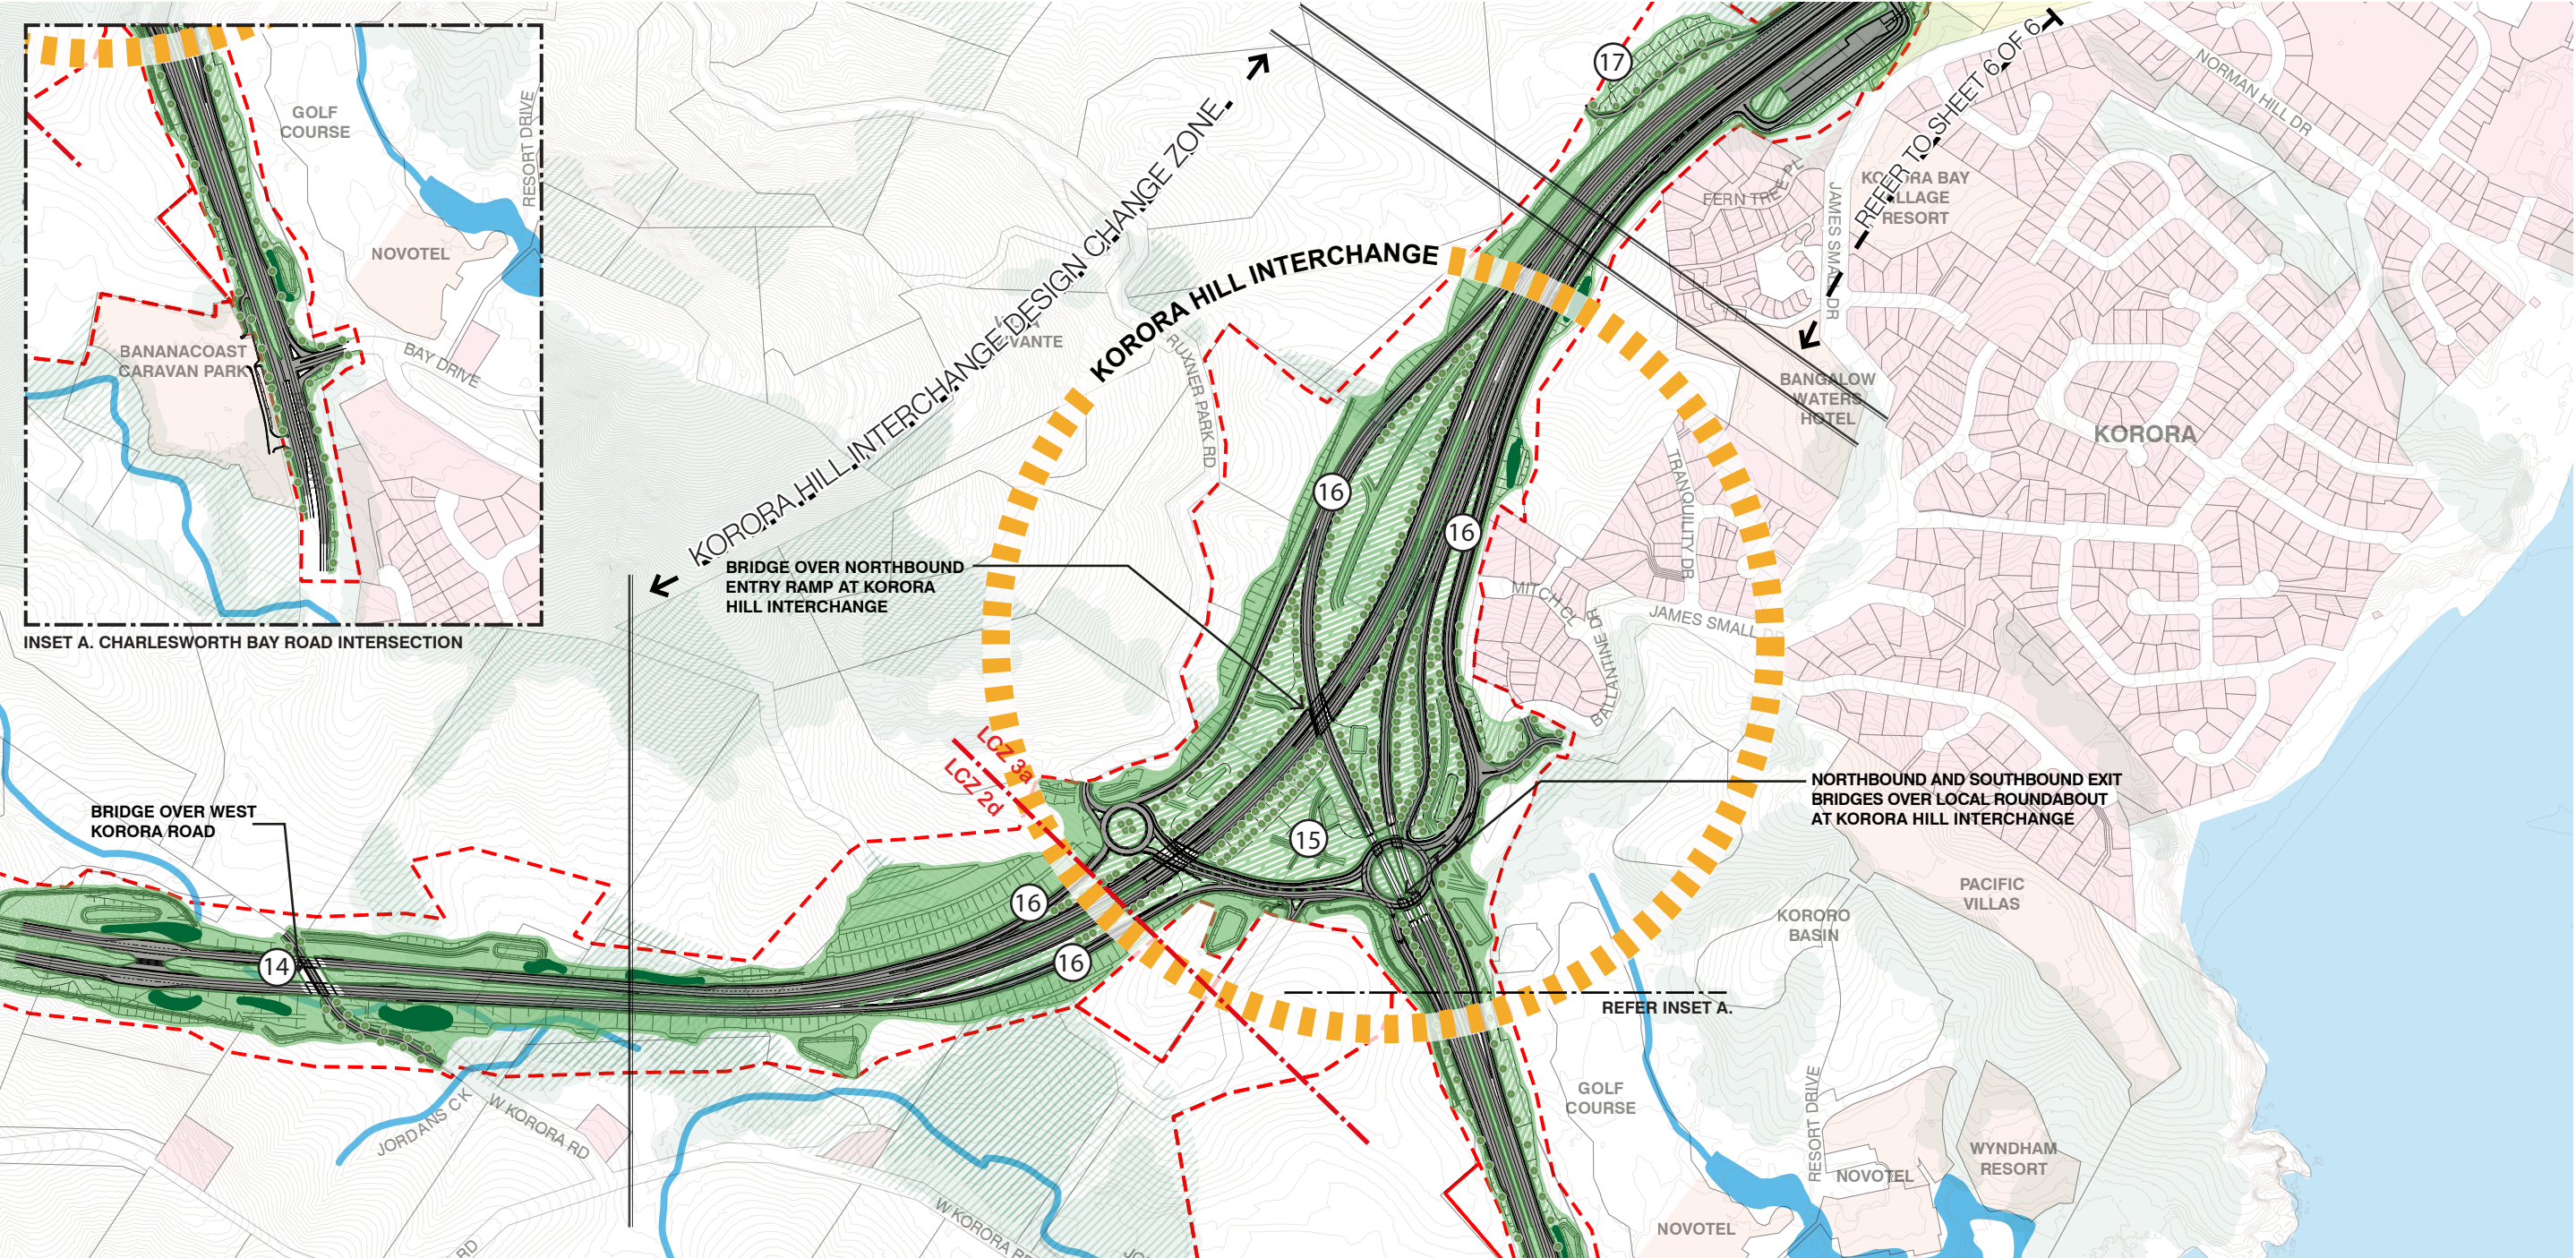 GOLF
COURSE
RESORT DRIVE
NOVOTEL
BANANACOAST
CARAVAN PARK
BAY DRIVE
INSET A. CHARLESWORTH BAY ROAD INTERSECTION
KORORA HILL INTERCHANGE DESIGN CHANGE ZONE
KORORA HILL INTERCHANGE
RUXNER PARK RD
17
REFER TO SHEET 6 OF 6
NORMAN HILL DR
FERN TREE PL
JAMES SMALL DR
KORORA BAY
VILLAGE
RESORT
BANGALOW
WATERS
HOTEL
KORORA
TRANQUILITY DR
MITCH CL
BALLANTINE DR
JAMES SMALL DR
16
16
BRIDGE OVER NORTHBOUND
ENTRY RAMP AT KORORA
HILL INTERCHANGE
LCZ 3a
LCZ 2d
NORTHBOUND AND SOUTHBOUND EXIT
BRIDGES OVER LOCAL ROUNDABOUT
AT KORORA HILL INTERCHANGE
BRIDGE OVER WEST
KORORA ROAD
15
16
16
14
PACIFIC
VILLAS
KORORO
BASIN
REFER INSET A.
GOLF
COURSE
RESORT DRIVE
NOVOTEL
WYNDHAM
RESORT
NOVOTEL
JORDANS CK
W KORORA RD
W KORORA RD
RD